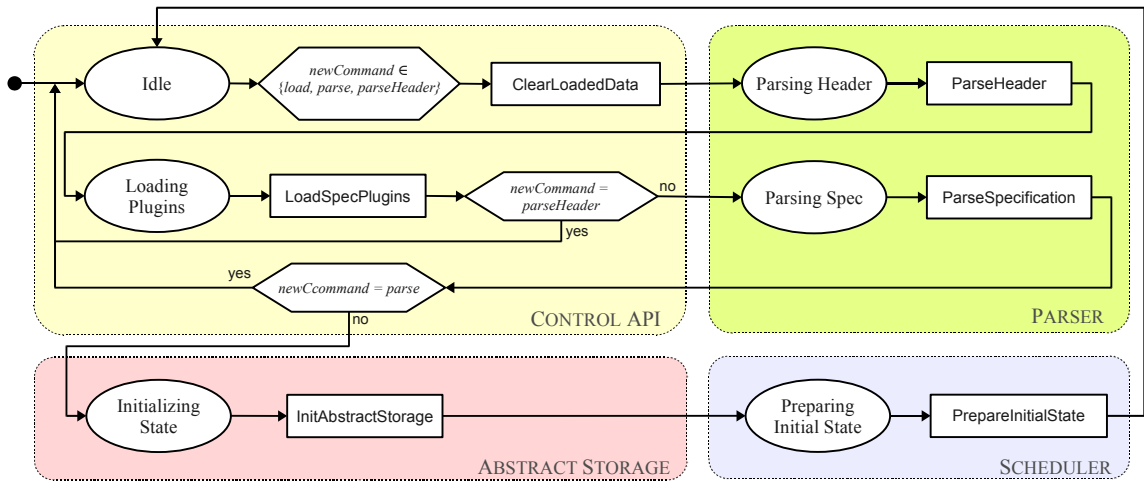 Idle
newCommand ∈
{load, parse, parseHeader}
ClearLoadedData
Parsing Header
ParseHeader
Loading
Plugins
LoadSpecPlugins
newCommand =
parseHeader
no
yes
Parsing Spec
ParseSpecification
yes
newCcommand = parse
no
CONTROL API
PARSER
Initializing
State
InitAbstractStorage
Preparing
Initial State
PrepareInitialState
ABSTRACT STORAGE
SCHEDULER